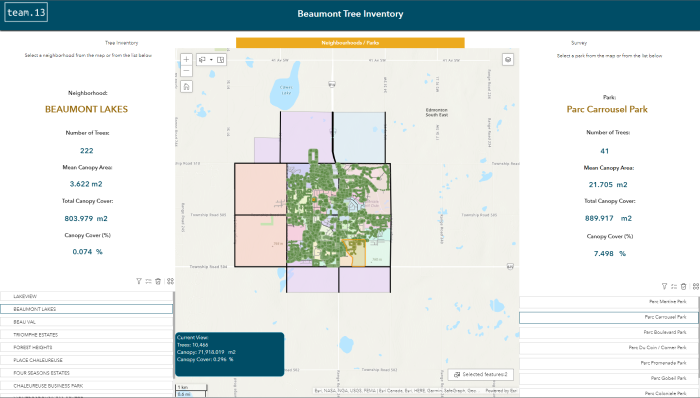 team.13
Beaumont Tree Inventory
Tree Inventory
Neighbourhoods / Parks
Survey
Select a neighborhood from the map or from the list below
Select a park from the map or from the list below
Neighborhood:
BEAUMONT LAKES
Number of Trees:
222
Mean Canopy Area:
3.622 m2
Total Canopy Cover:
803.979 m2
Canopy Cover (%)
0.074 %
Park:
Parc Carrousel Park
Number of Trees:
41
Mean Canopy Area:
21.705 m2
Total Canopy Cover:
889.917 m2
Canopy Cover (%)
7.498 %
Edmonton
South East
Township Road
Township Road 502
Township Road 504
LAKEVIEW
BEAUMONT LAKES
BEAU VAL
TRIOMPHE ESTATES
FOREST HEIGHTS
PLACE CHALEUREUSE
FOUR SEASONS ESTATES
CHALEUREUSE BUSINESS PARK
Current View:
Trees: 10,466
Canopy: 71,918.019 m2
Canopy Cover: 0.296 %
1 km
Selected features:2
Esri, NASA, NGA, USGS, FEMA | Esri Canada, Esri, HERE, Garmin, SafeGraph, Geo...
Powered by Esri
Parc Martine Park
Parc Carrousel Park
Parc Boulevard Park
Parc Du Coin / Corner Park
Parc Promenade Park
Parc Gobeil Park
Parc Coloniale Park